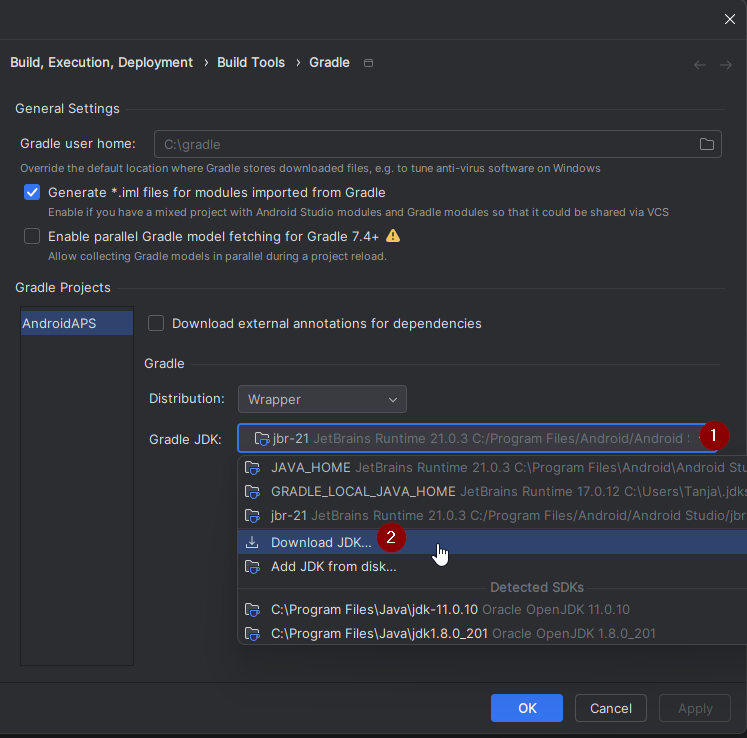 Build, Execution, Deployment › Build Tools › Gradle
General Settings
Gradle user home: C:\gradle
Override the default location where Gradle stores downloaded files, e.g. to tune anti-virus software on Windows
Generate *.iml files for modules imported from Gradle
Enable if you have a mixed project with Android Studio modules and Gradle modules so that it could be shared via VCS
Enable parallel Gradle model fetching for Gradle 7.4+
Allow collecting Gradle models in parallel during a project reload.
Gradle Projects
AndroidAPS
Download external annotations for dependencies
Gradle
Distribution: Wrapper
Gradle JDK: jbr-21 JetBrains Runtime 21.0.3 C:/Program Files/Android/Android 1
JAVA_HOME JetBrains Runtime 21.0.3 C:\Program Files\Android\Android Stu
GRADLE_LOCAL_JAVA_HOME JetBrains Runtime 17.0.12 C:\Users\Tanja\.jdks
jbr-21 JetBrains Runtime 21.0.3 C:/Program Files/Android/Android Studio/jbr
Download JDK... 2
Add JDK from disk...
Detected SDKs
C:\Program Files\Java\jdk-11.0.10 Oracle OpenJDK 11.0.10
C:\Program Files\Java\jdk1.8.0_201 Oracle OpenJDK 1.8.0_201
OK Cancel Apply